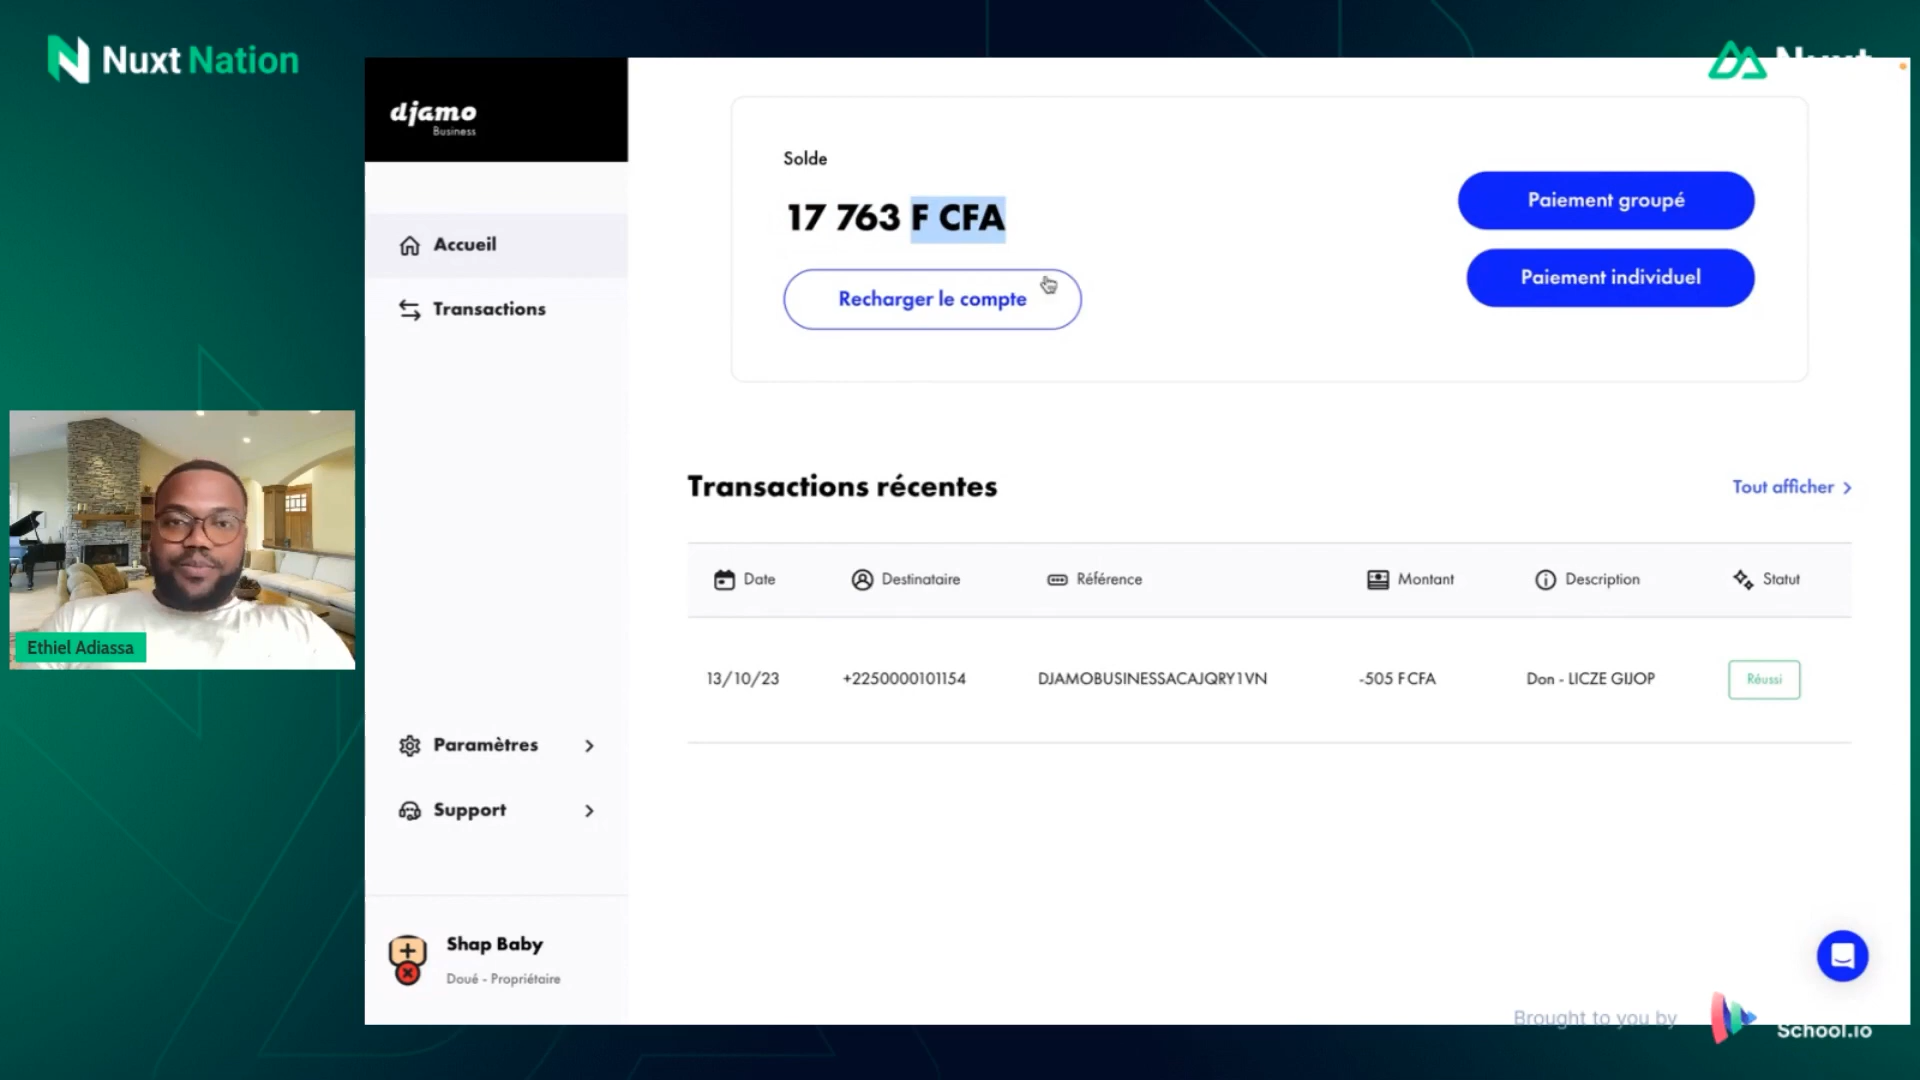 Nuxt Nation
djamo
Business
Accueil
Transactions
Paramètres
Support
Shap Baby
Doué - Propriétaire
Ethiel Adiassa
Solde
17 763 F CFA
Recharger le compte
Paiement groupé
Paiement individuel
Transactions récentes
Tout afficher
Date Destinataire Référence Montant Description Statut
13/10/23 +2250000101154 DJAMOBUSINESSACAJQRY1VN -505 F CFA Don - LICZE GIJOP Réussi
Brought to you by
School.io